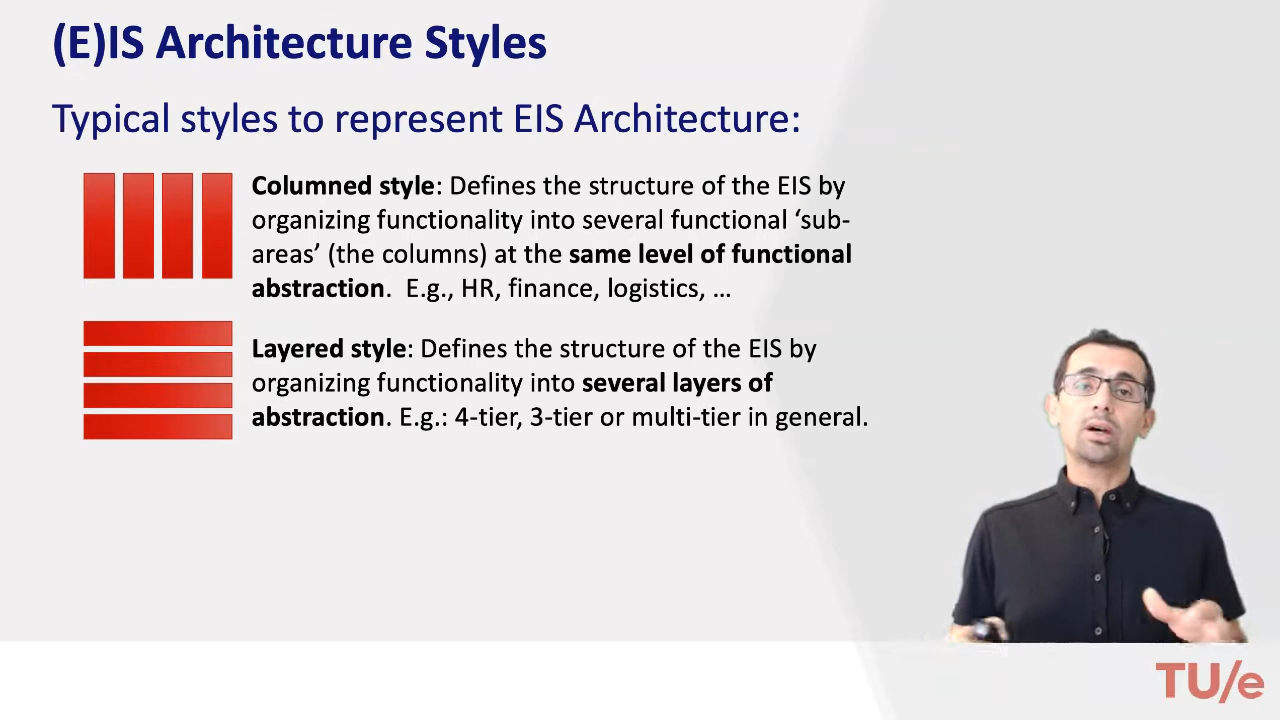 (E)IS Architecture Styles
Typical styles to represent EIS Architecture:
Columned style: Defines the structure of the EIS by
organizing functionality into several functional ‘sub-
areas’ (the columns) at the same level of functional
abstraction.  E.g., HR, finance, logistics, …
Layered style: Defines the structure of the EIS by
organizing functionality into several layers of
abstraction. E.g.: 4-tier, 3-tier or multi-tier in general.
TU/e